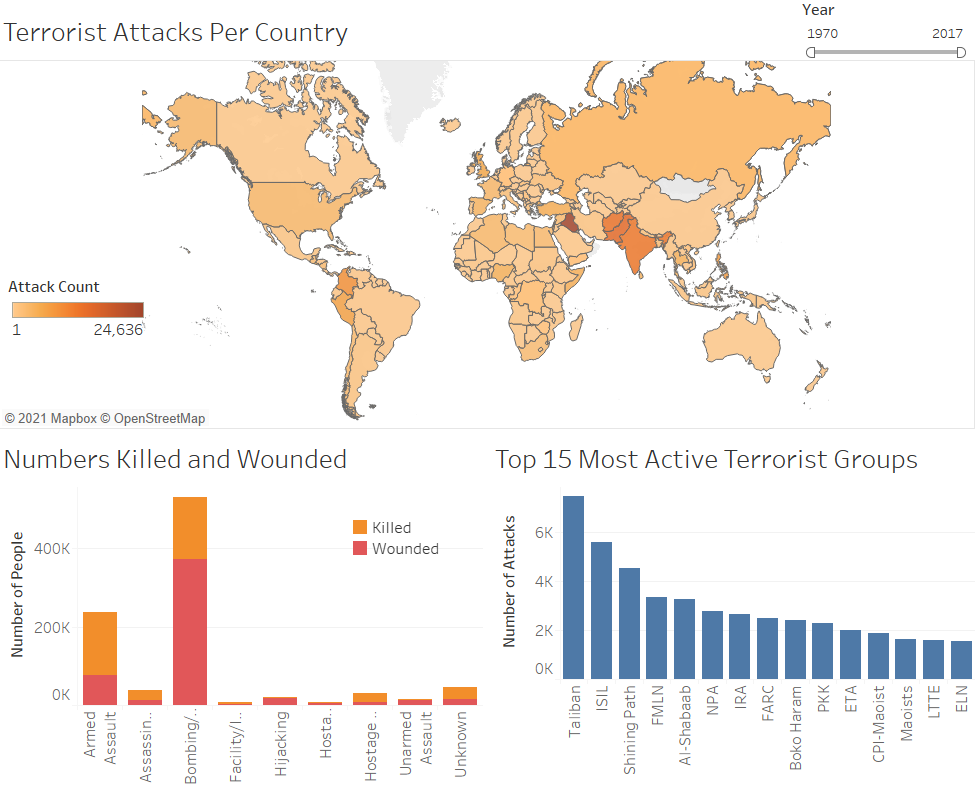 Year
Terrorist Attacks Per Country
1970 2017
Attack Count
1 24,636
© 2021 Mapbox © OpenStreetMap
Numbers Killed and Wounded
Top 15 Most Active Terrorist Groups
Number of People
400K
200K
0K
Killed
Wounded
Armed
Assault
Assassin..
Bombing/..
Facility/I..
Hijacking
Hosta..
Hostage ..
Unarmed
Assault
Unknown
Number of Attacks
6K
4K
2K
0K
Taliban
ISIL
Shining Path
FMLN
Al-Shabaab
NPA
IRA
FARC
Boko Haram
PKK
ETA
CPI-Maoist
Maoists
LTTE
ELN